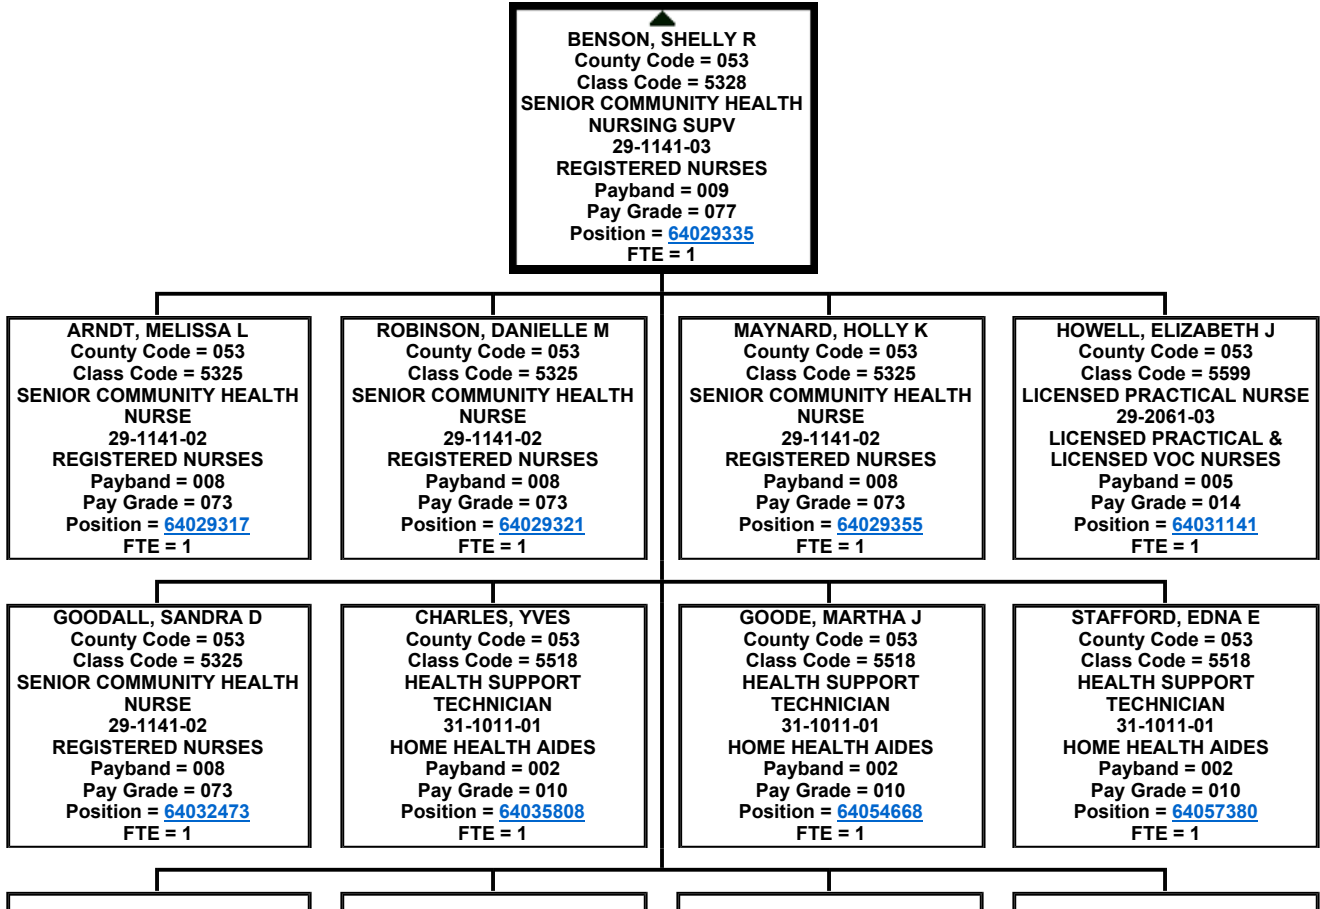 BENSON, SHELLY R
County Code = 053
Class Code = 5328
SENIOR COMMUNITY HEALTH
NURSING SUPV
29-1141-03
REGISTERED NURSES
Payband = 009
Pay Grade = 077
Position = 64029335
FTE = 1
ARNDT, MELISSA L
County Code = 053
Class Code = 5325
SENIOR COMMUNITY HEALTH
NURSE
29-1141-02
REGISTERED NURSES
Payband = 008
Pay Grade = 073
Position = 64029317
FTE = 1
ROBINSON, DANIELLE M
County Code = 053
Class Code = 5325
SENIOR COMMUNITY HEALTH
NURSE
29-1141-02
REGISTERED NURSES
Payband = 008
Pay Grade = 073
Position = 64029321
FTE = 1
MAYNARD, HOLLY K
County Code = 053
Class Code = 5325
SENIOR COMMUNITY HEALTH
NURSE
29-1141-02
REGISTERED NURSES
Payband = 008
Pay Grade = 073
Position = 64029355
FTE = 1
HOWELL, ELIZABETH J
County Code = 053
Class Code = 5599
LICENSED PRACTICAL NURSE
29-2061-03
LICENSED PRACTICAL &
LICENSED VOC NURSES
Payband = 005
Pay Grade = 014
Position = 64031141
FTE = 1
GOODALL, SANDRA D
County Code = 053
Class Code = 5325
SENIOR COMMUNITY HEALTH
NURSE
29-1141-02
REGISTERED NURSES
Payband = 008
Pay Grade = 073
Position = 64032473
FTE = 1
CHARLES, YVES
County Code = 053
Class Code = 5518
HEALTH SUPPORT
TECHNICIAN
31-1011-01
HOME HEALTH AIDES
Payband = 002
Pay Grade = 010
Position = 64035808
FTE = 1
GOODE, MARTHA J
County Code = 053
Class Code = 5518
HEALTH SUPPORT
TECHNICIAN
31-1011-01
HOME HEALTH AIDES
Payband = 002
Pay Grade = 010
Position = 64054668
FTE = 1
STAFFORD, EDNA E
County Code = 053
Class Code = 5518
HEALTH SUPPORT
TECHNICIAN
31-1011-01
HOME HEALTH AIDES
Payband = 002
Pay Grade = 010
Position = 64057380
FTE = 1